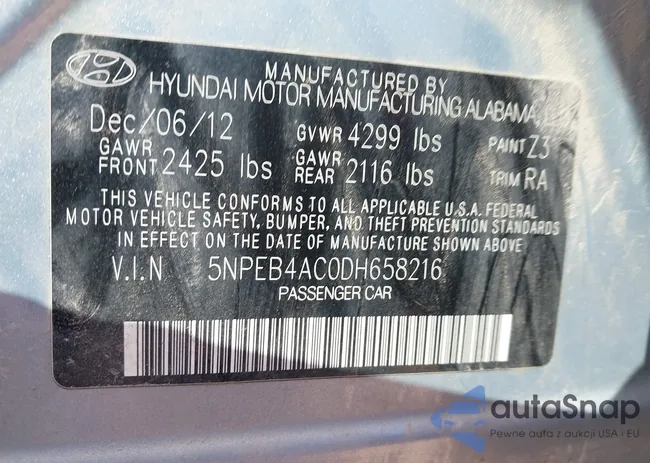 MANUFACTURED BY
HYUNDAI MOTOR MANUFACTURING ALABAMA,
Dec/06/12 GVWR 4299 lbs PAINT Z3
GAWR FRONT 2425 lbs GAWR REAR 2116 lbs TRIM RA
THIS VEHICLE CONFORMS TO ALL APPLICABLE U.S.A. FEDERAL
MOTOR VEHICLE SAFETY, BUMPER, AND THEFT PREVENTION STANDARDS
IN EFFECT ON THE DATE OF MANUFACTURE SHOWN ABOVE
V.I.N 5NPEB4AC0DH658216
PASSENGER CAR
autaSnap
Pewne auta z aukcji USA i EU